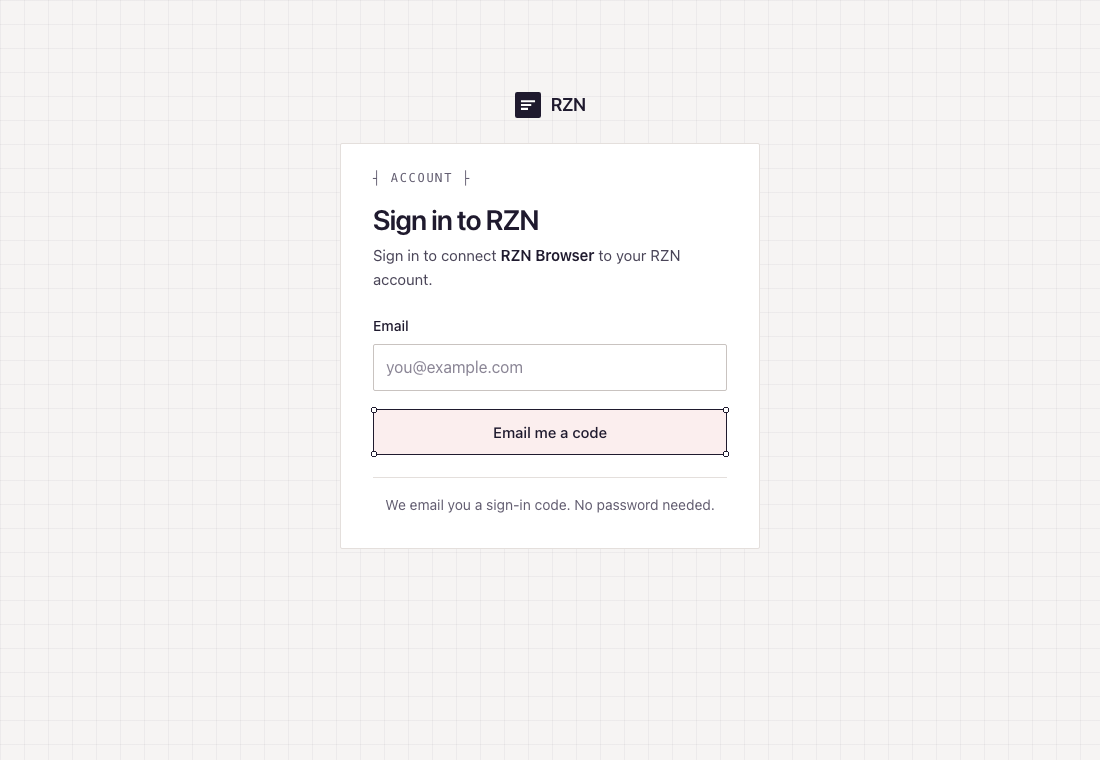 RZN
┤ ACCOUNT ├
Sign in to RZN
Sign in to connect RZN Browser to your RZN
account.
Email
you@example.com
Email me a code
We email you a sign-in code. No password needed.